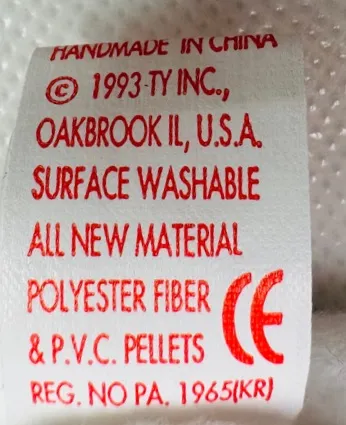 HANDMADE IN CHINA
© 1993 TY INC.,
OAKBROOK IL, U.S.A.
SURFACE WASHABLE
ALL NEW MATERIAL
POLYESTER FIBER
& P.V.C. PELLETS CE
REG. NO PA. 1965(KR)